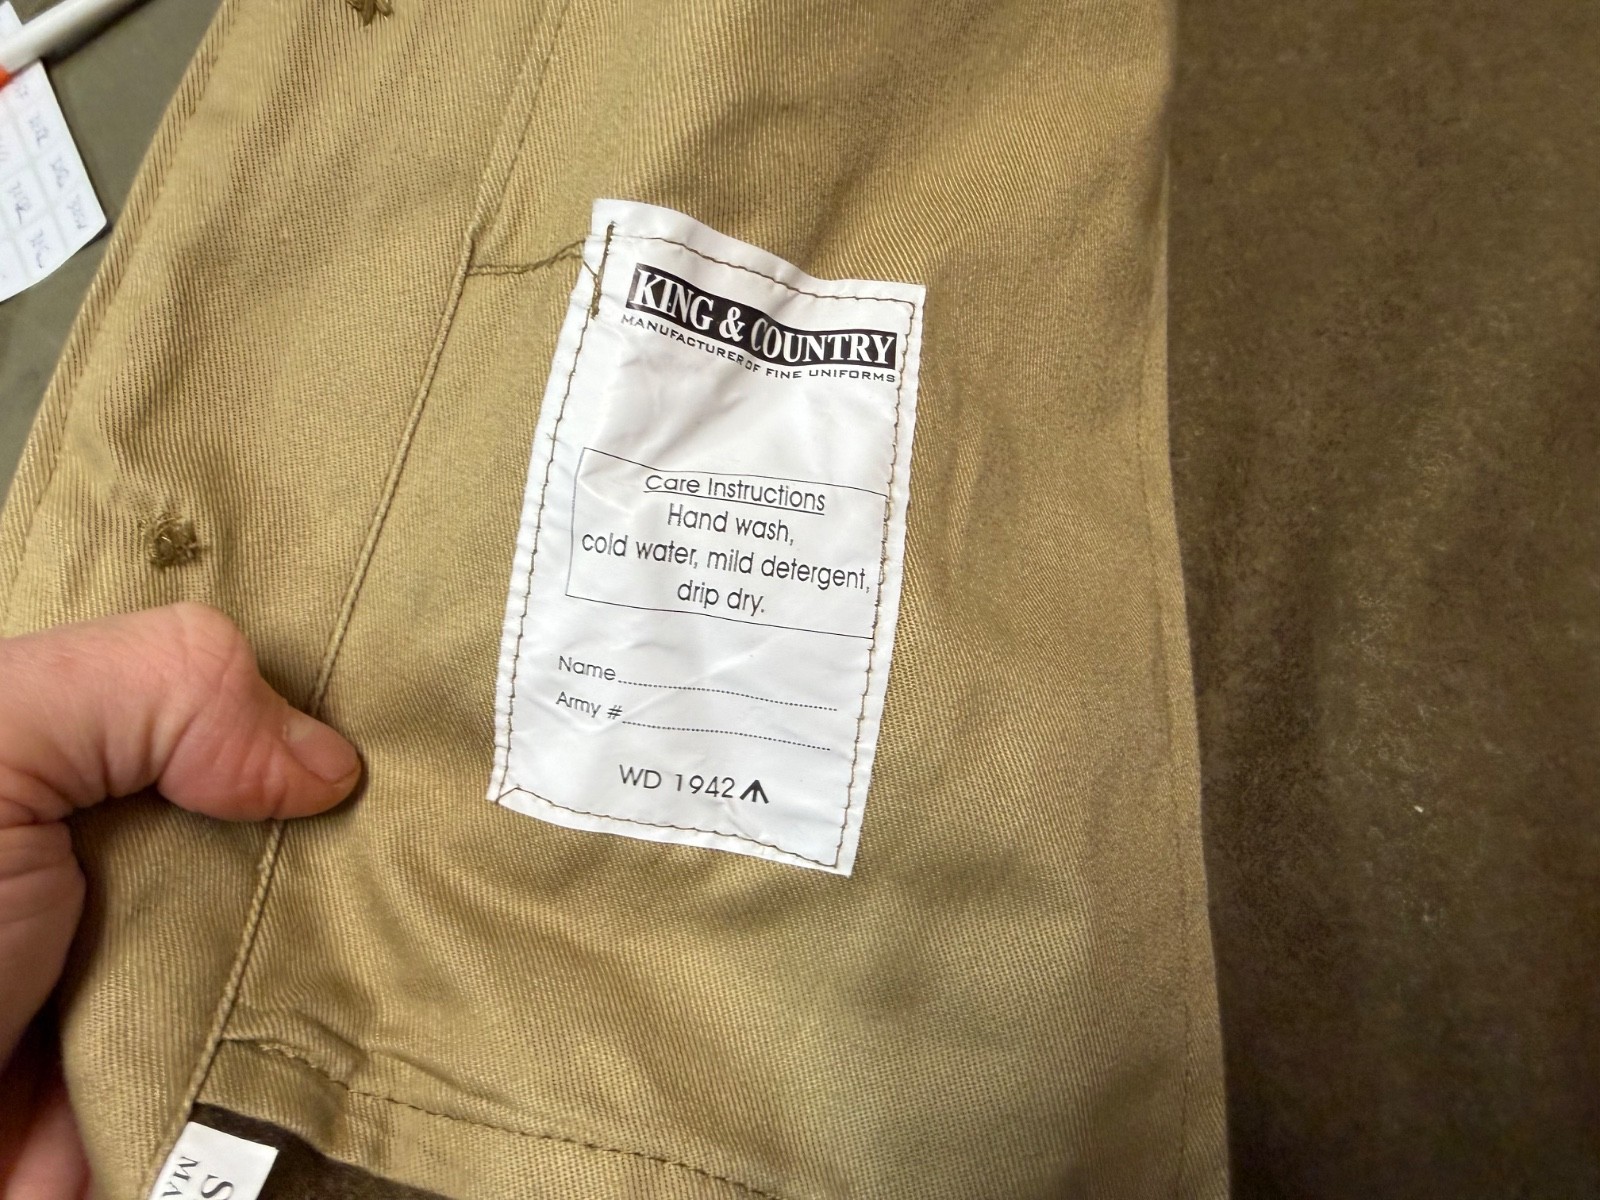 KING & COUNTRY
MANUFACTURER OF FINE UNIFORMS
Care Instructions
Hand wash,
cold water, mild detergent,
drip dry.
Name
Army #
WD 1942
S
MA